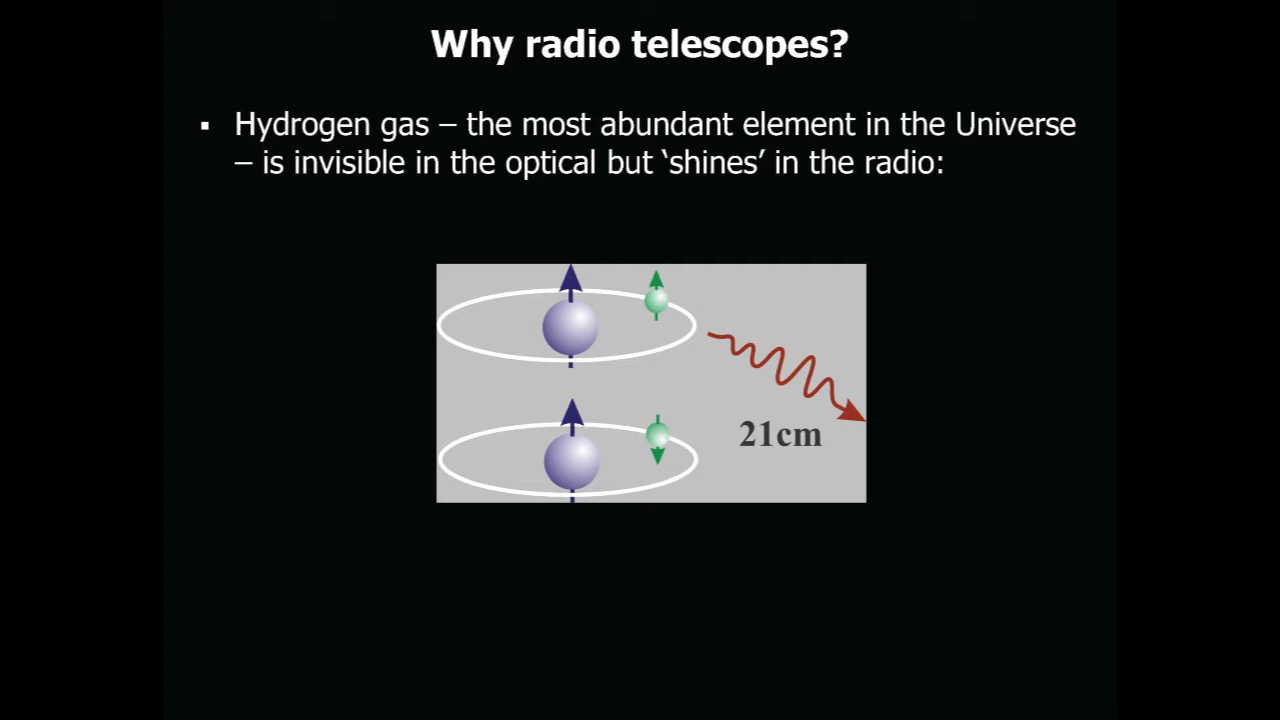 Why radio telescopes?
▪ Hydrogen gas – the most abundant element in the Universe
– is invisible in the optical but ‘shines’ in the radio:
21cm